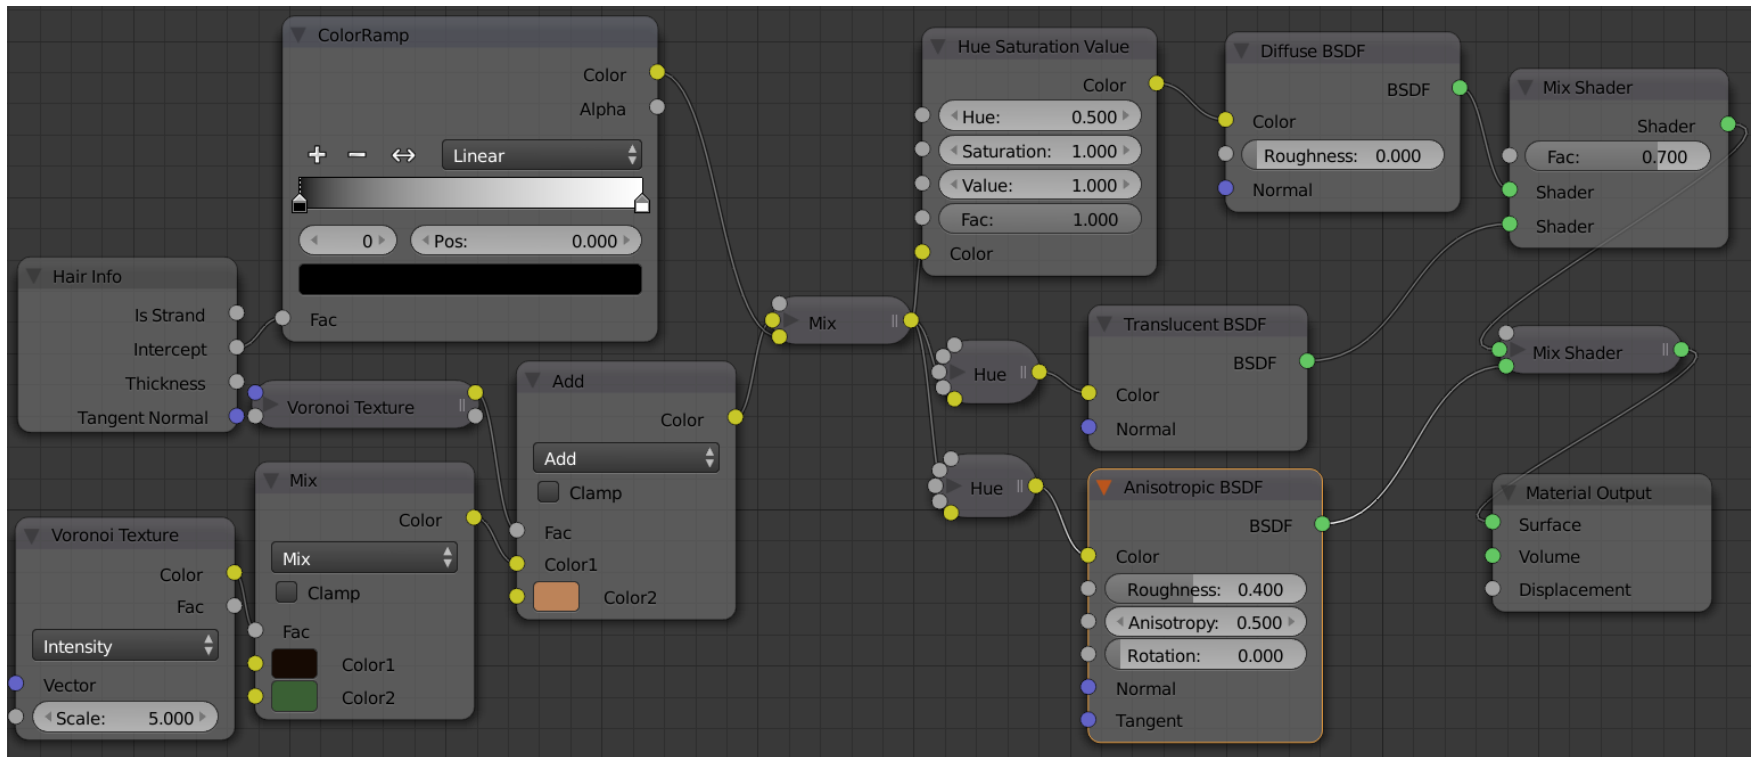 ColorRamp
Color
Alpha
Linear
0
Pos: 0.000
Fac
Hair Info
Is Strand
Intercept
Thickness
Tangent Normal
Voronoi Texture
Voronoi Texture
Color
Fac
Intensity
Vector
Scale: 5.000
Mix
Color
Mix
Clamp
Fac
Color1
Color2
Add
Color
Add
Clamp
Fac
Color1
Color2
Mix
Hue Saturation Value
Color
Hue: 0.500
Saturation: 1.000
Value: 1.000
Fac: 1.000
Color
Hue
Hue
Diffuse BSDF
BSDF
Color
Roughness: 0.000
Normal
Translucent BSDF
BSDF
Color
Normal
Anisotropic BSDF
BSDF
Color
Roughness: 0.400
Anisotropy: 0.500
Rotation: 0.000
Normal
Tangent
Mix Shader
Shader
Fac: 0.700
Shader
Shader
Mix Shader
Material Output
Surface
Volume
Displacement